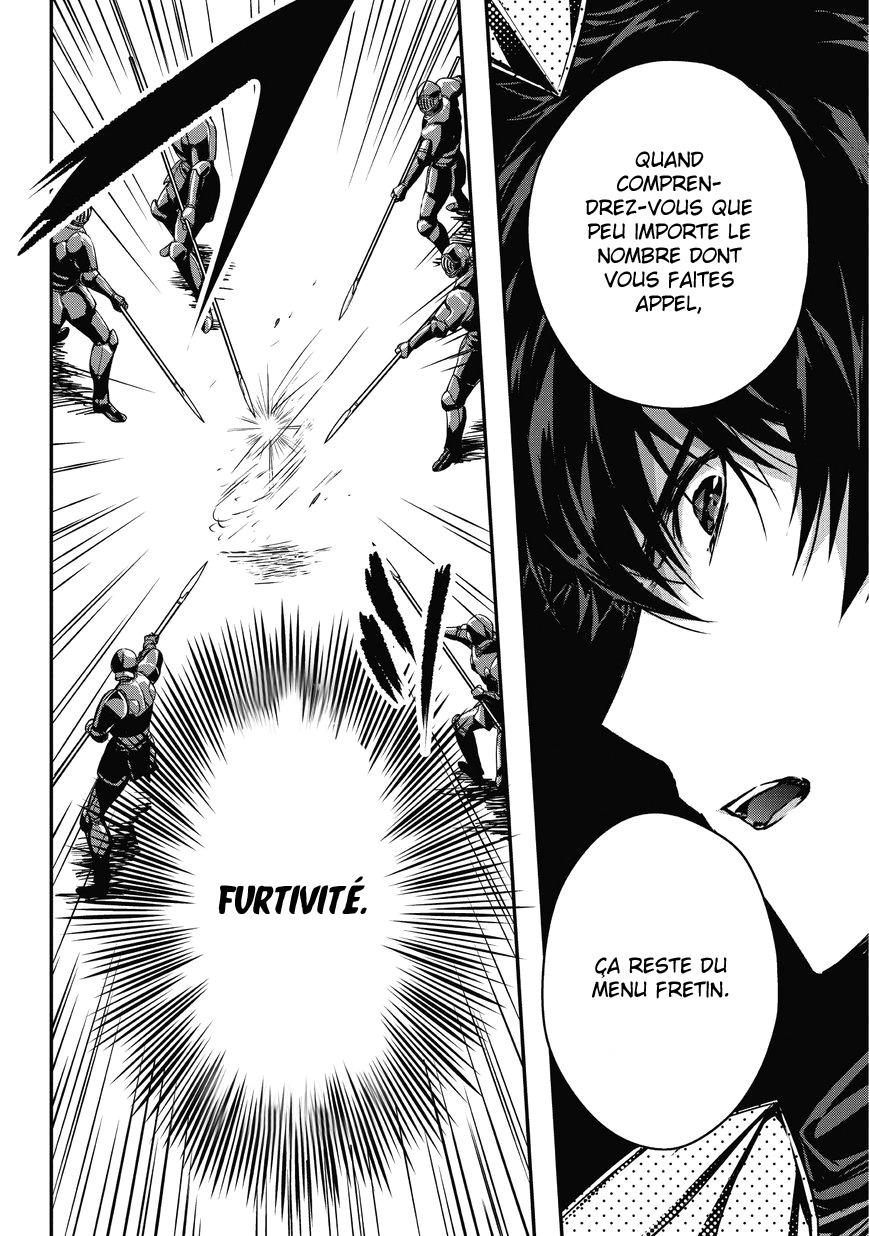 QUAND
COMPREN-
DREZ-VOUS QUE
PEU IMPORTE LE
NOMBRE DONT
VOUS FAITES
APPEL,
ÇA RESTE DU
MENU FRETIN.
FURTIVITÉ.